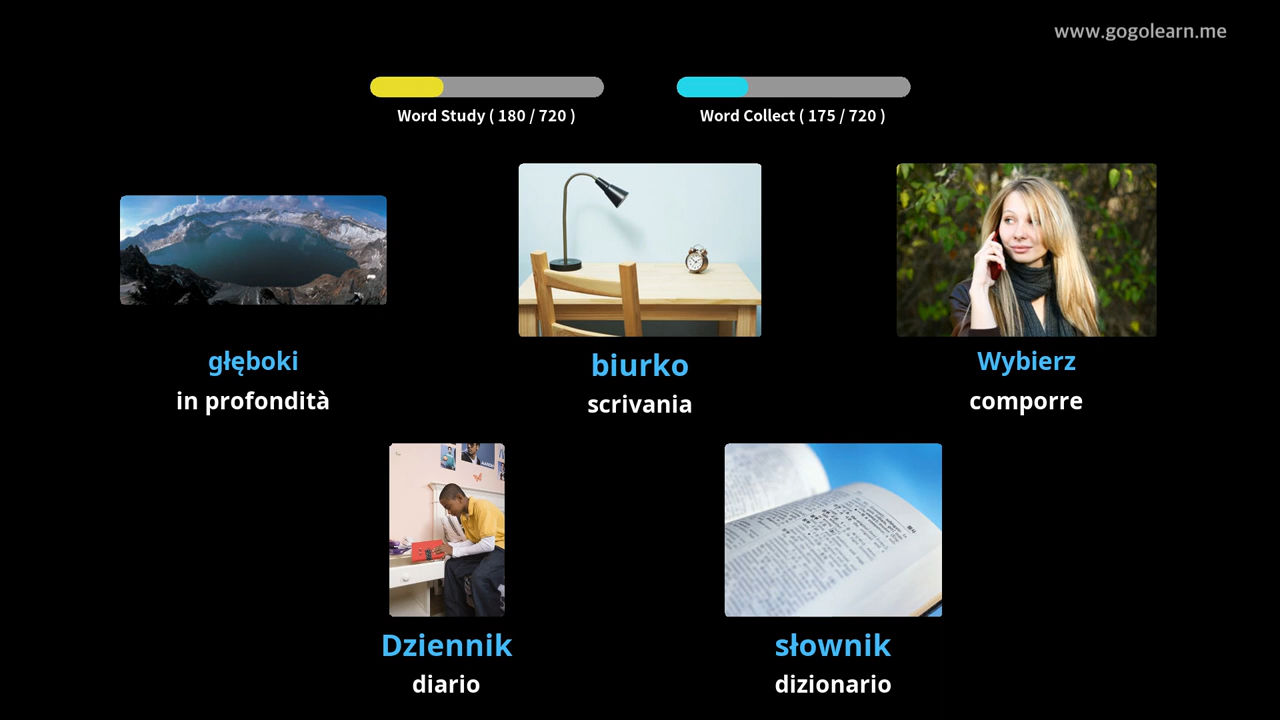 www.gogolearn.me
Word Study ( 180 / 720 )
Word Collect ( 175 / 720 )
głęboki
in profondità
biurko
scrivania
Wybierz
comporre
Dziennik
diario
słownik
dizionario